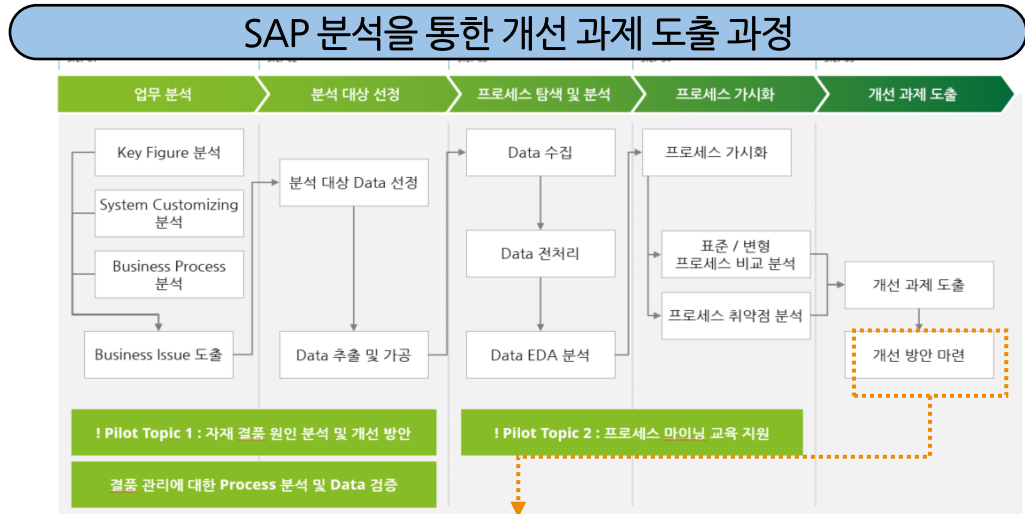 SAP 분석을 통한 개선 과제 도출 과정
업무 분석
분석 대상 선정
프로세스 탐색 및 분석
프로세스 가시화
개선 과제 도출
Key Figure 분석
System Customizing
분석
Business Process
분석
Business Issue 도출
분석 대상 Data 선정
Data 추출 및 가공
Data 수집
Data 전처리
Data EDA 분석
프로세스 가시화
표준 / 변형
프로세스 비교 분석
프로세스 취약점 분석
개선 과제 도출
개선 방안 마련
! Pilot Topic 1 : 자재 결품 원인 분석 및 개선 방안
! Pilot Topic 2 : 프로세스 마이닝 교육 지원
결품 관리에 대한 Process 분석 및 Data 검증